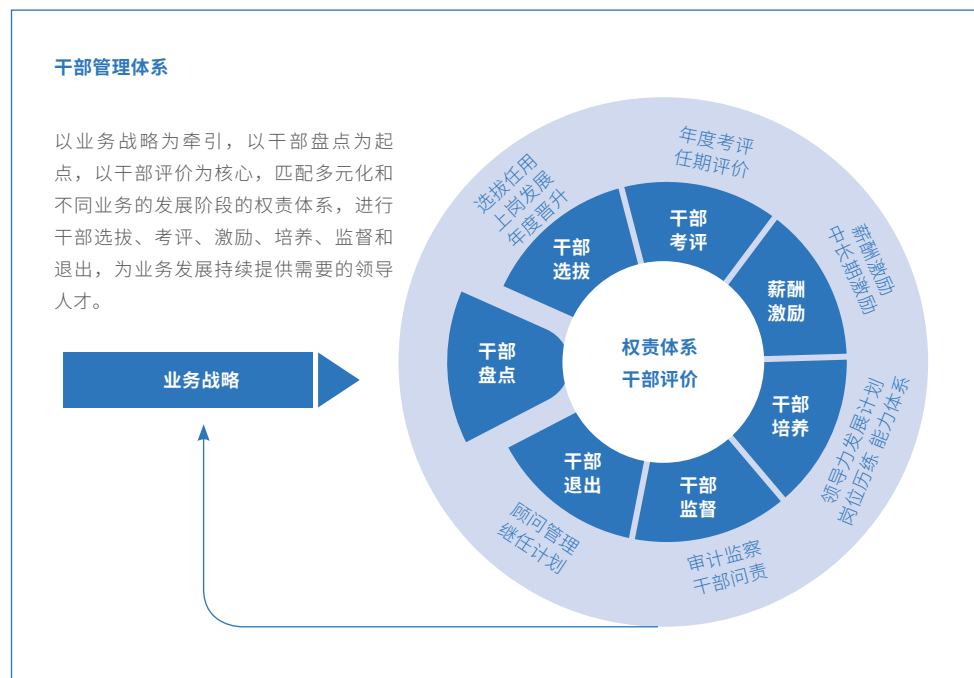 干部管理体系
以业务战略为牵引，以干部盘点为起
点，以干部评价为核心，匹配多元化和
不同业务的发展阶段的权责体系，进行
干部选拔、考评、激励、培养、监督和
退出，为业务发展持续提供需要的领导
人才。
业务战略
干部
盘点
选拔任用
上岗发展
年度晋升
干部
选拔
年度考评
任期评价
干部
考评
薪酬激励
中长期激励
薪酬
激励
领导力发展计划
岗位历练 能力体系
干部
培养
审计监察
干部问责
干部
监督
顾问管理
继任计划
干部
退出
权责体系
干部评价